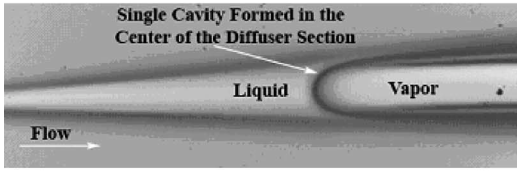 Single Cavity Formed in the
Center of the Diffuser Section
Liquid
Vapor
Flow